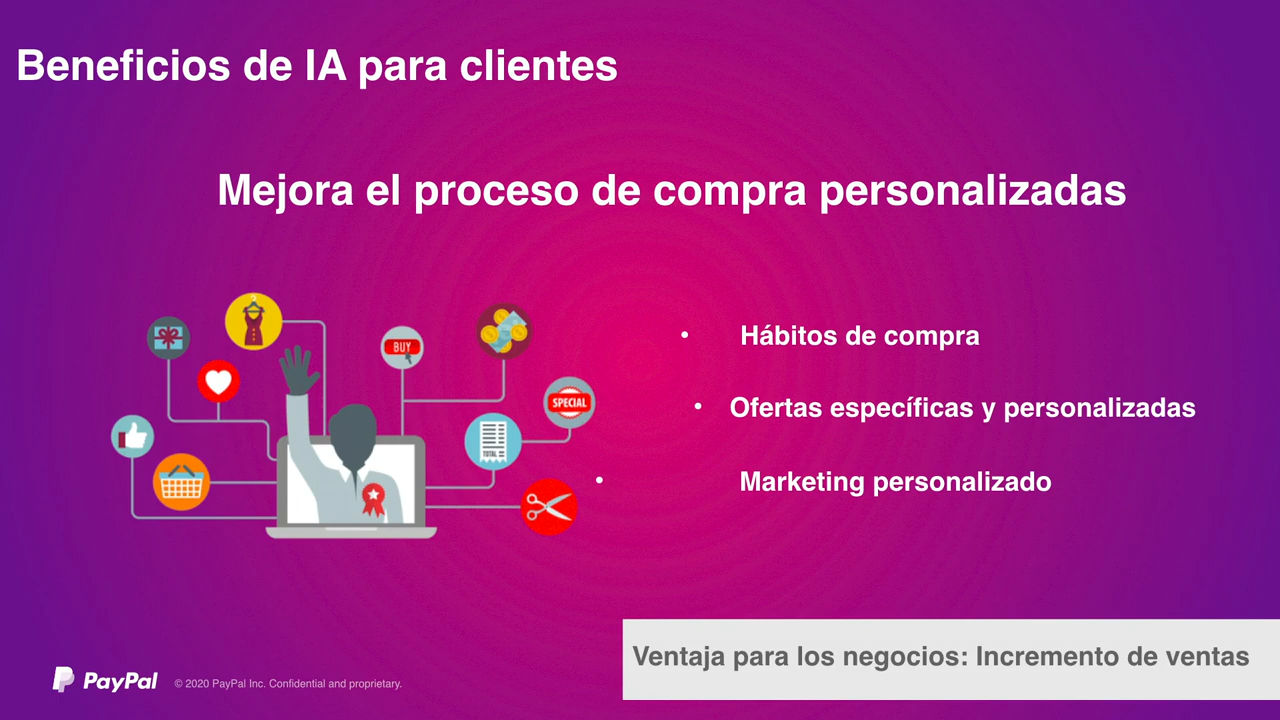 Beneficios de IA para clientes
Mejora el proceso de compra personalizadas
BUY
SPECIAL
TOTAL
• Hábitos de compra
• Ofertas específicas y personalizadas
• Marketing personalizado
Ventaja para los negocios: Incremento de ventas
PayPal © 2020 PayPal Inc. Confidential and proprietary.